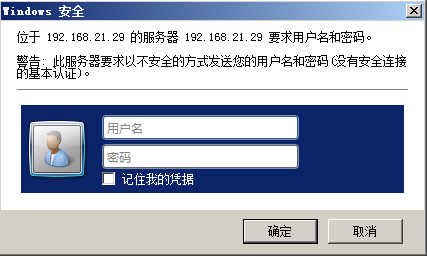 Windows 安全
位于 192.168.21.29 的服务器 192.168.21.29 要求用户名和密码。
警告: 此服务器要求以不安全的方式发送您的用户名和密码(没有安全连接
的基本认证)。
用户名
密码
记住我的凭据
确定
取消